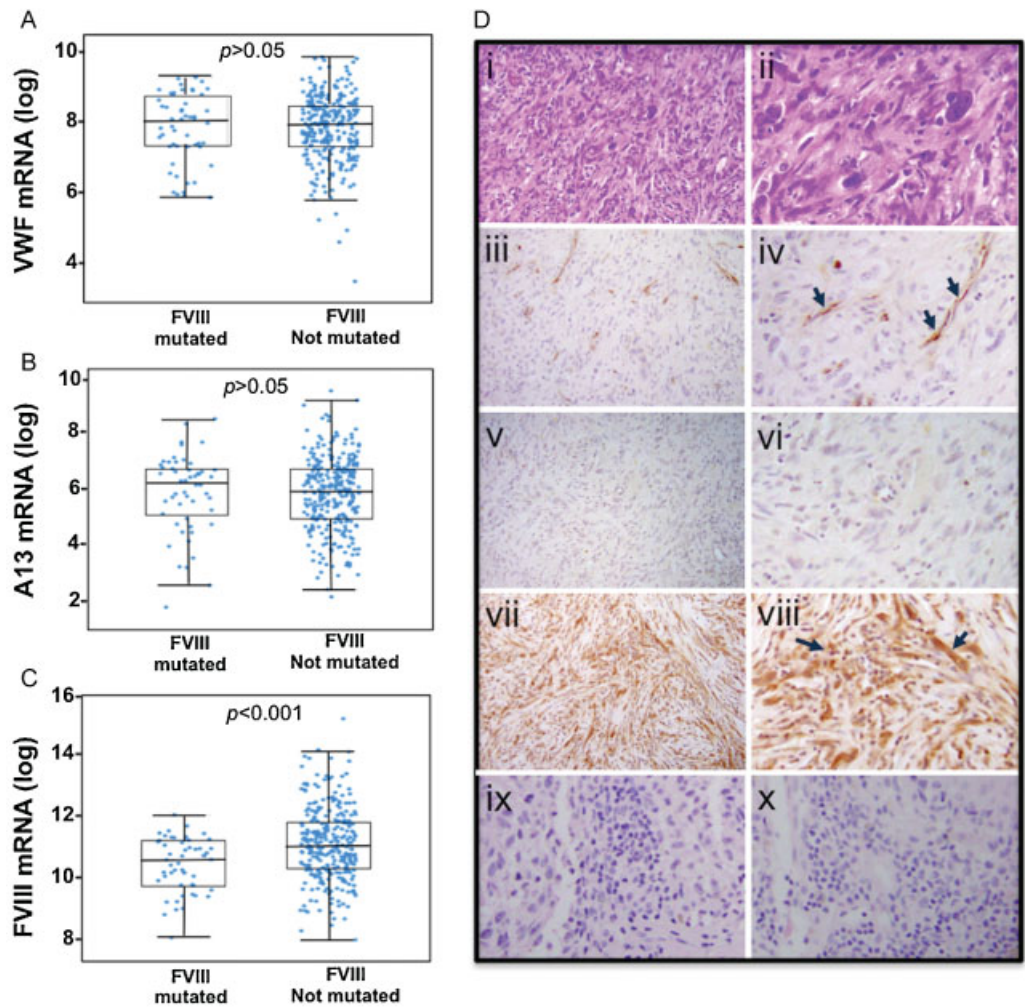 A
VWF mRNA (log)
10
8
6
4
p>0.05
FVIII
mutated
FVIII
Not mutated
B
A13 mRNA (log)
10
8
6
4
2
p>0.05
FVIII
mutated
FVIII
Not mutated
C
FVIII mRNA (log)
16
14
12
10
8
p<0.001
FVIII
mutated
FVIII
Not mutated
D
i
ii
iii
iv
v
vi
vii
viii
ix
x